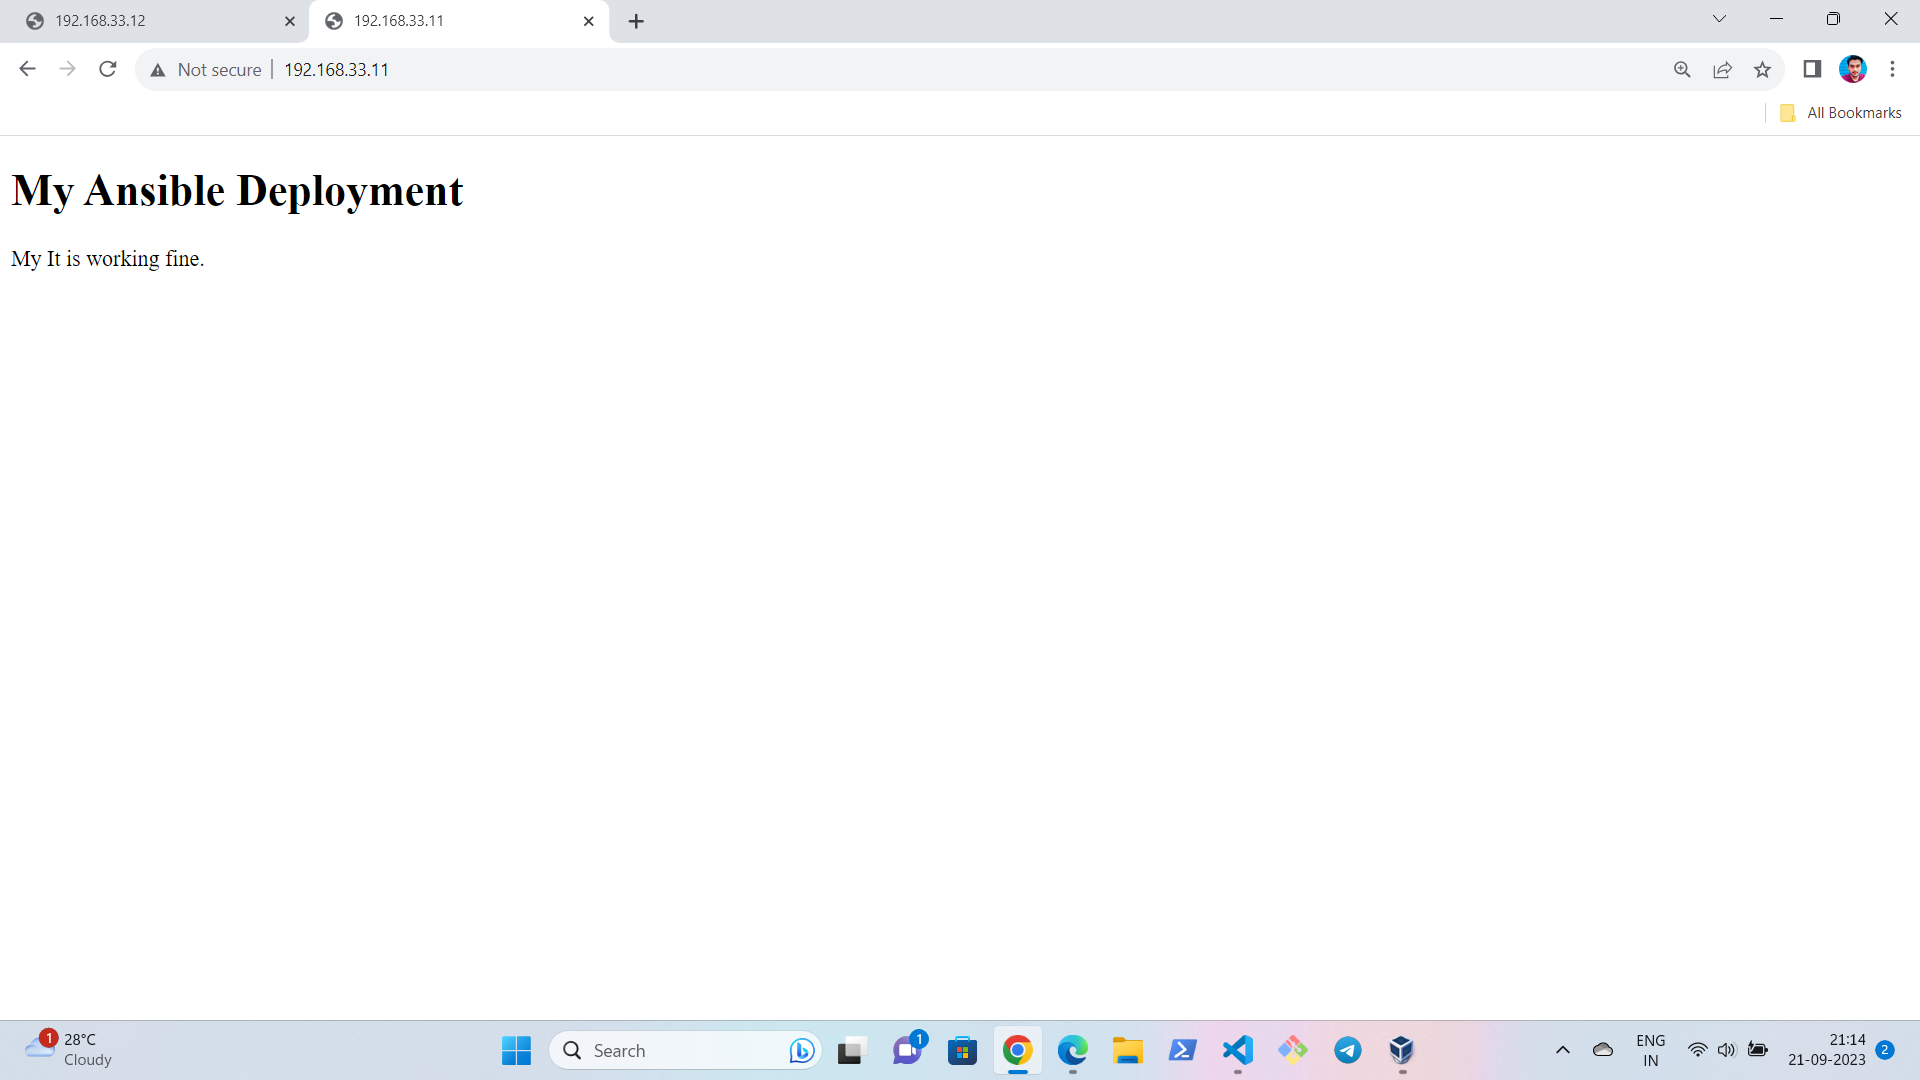 192.168.33.12
192.168.33.11
Not secure
192.168.33.11
All Bookmarks
My Ansible Deployment
My It is working fine.
1
28°C
Cloudy
Search
1
ENG
IN
21:14
21-09-2023
2